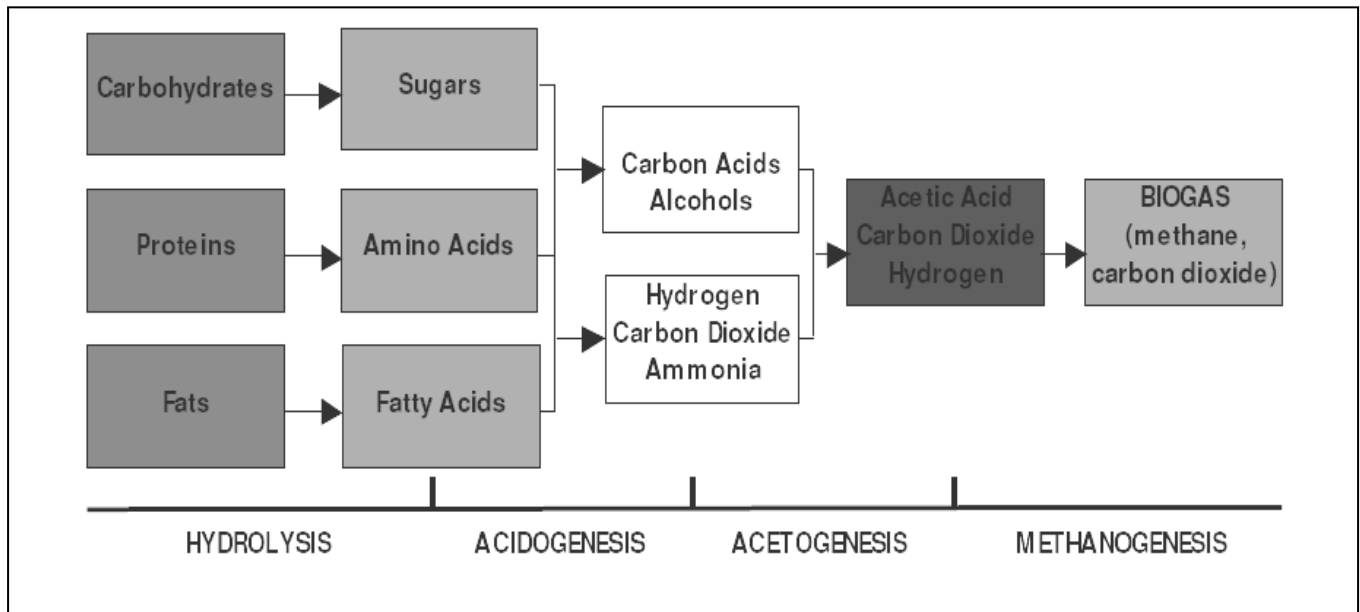 Carbohydrates
Sugars
Proteins
Amino Acids
Fats
Fatty Acids
Carbon Acids
Alcohols
Hydrogen
Carbon Dioxide
Ammonia
Acetic Acid
Carbon Dioxide
Hydrogen
BIOGAS
(methane,
carbon dioxide)
HYDROLYSIS
ACIDOGENESIS
ACETOGENESIS
METHANOGENESIS